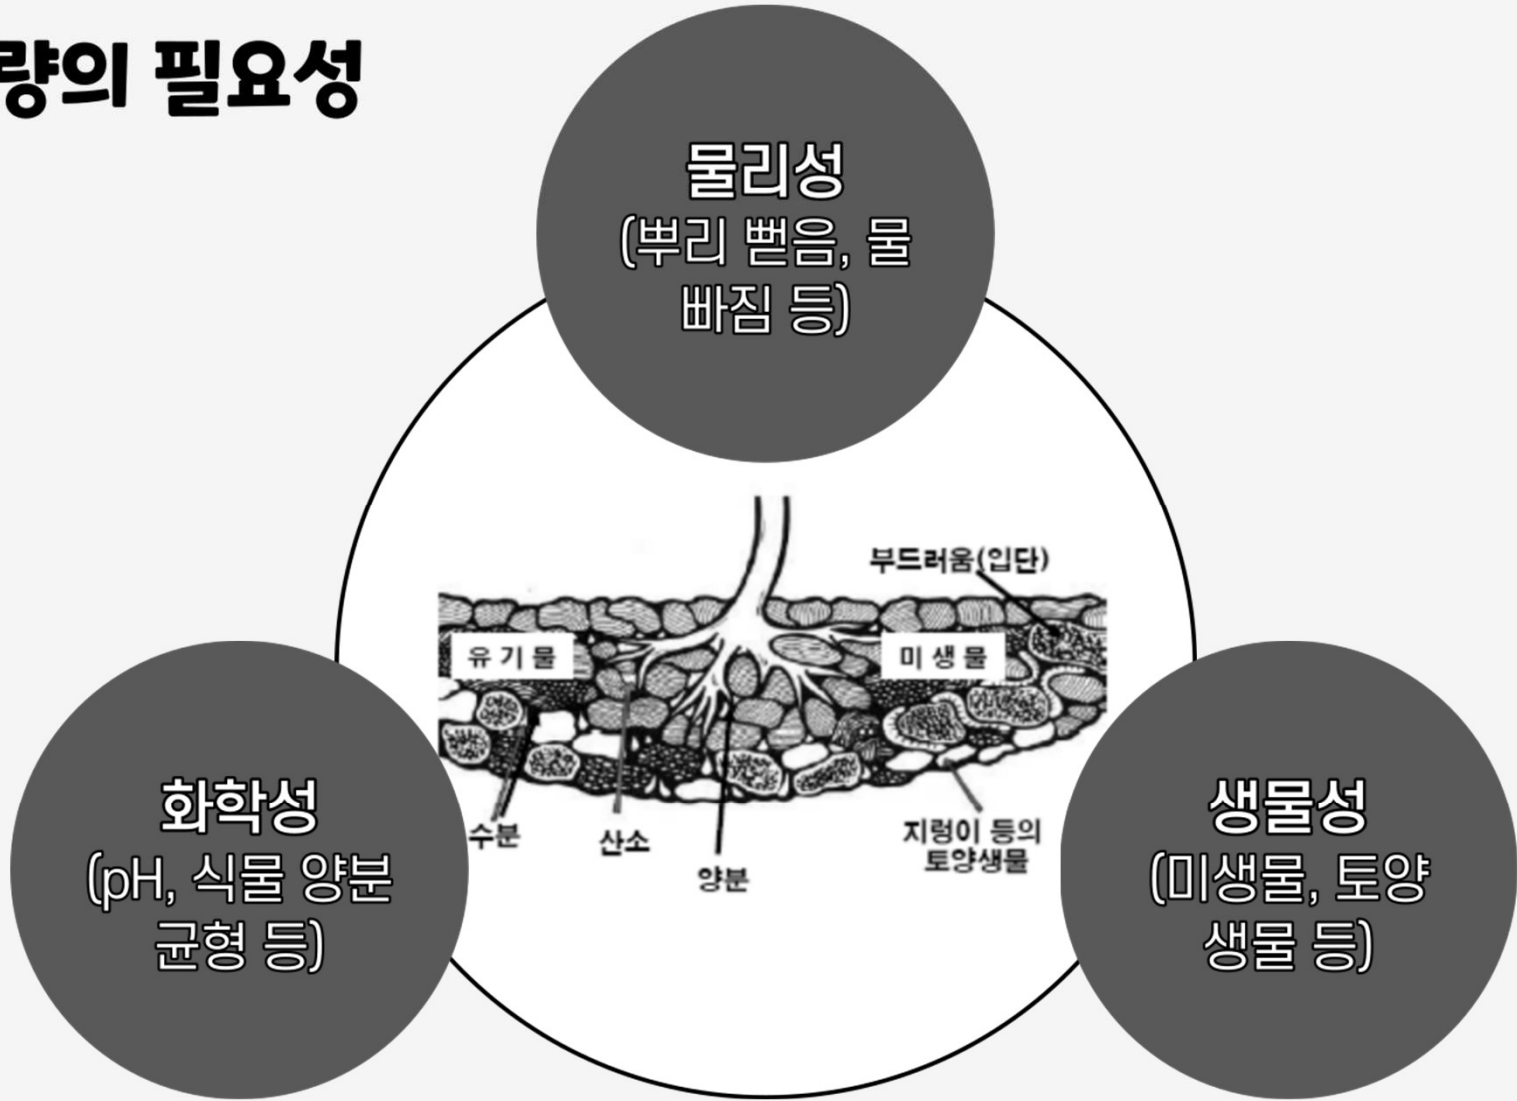 량의 필요성
물리성
(뿌리 뻗음, 물
빠짐 등)
부드러움(입단)
유기물
미생물
수분
산소
양분
지렁이 등의
토양생물
화학성
(pH, 식물 양분
균형 등)
생물성
(미생물, 토양
생물 등)